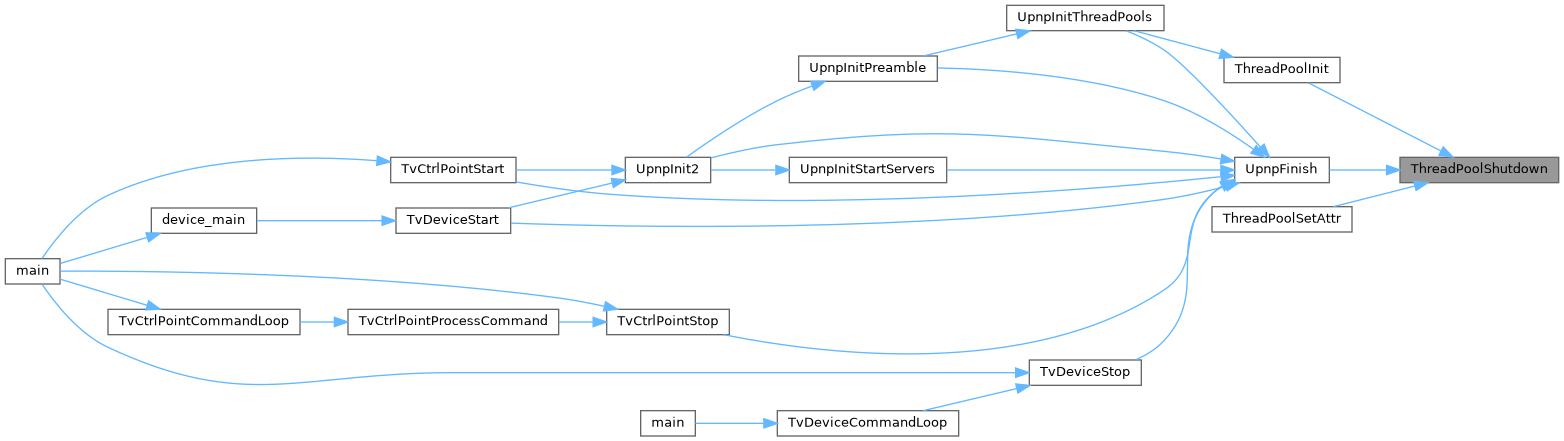 UpnpInitThreadPools
UpnpInitPreamble
ThreadPoolInit
TvCtrlPointStart
UpnpInit2
UpnpInitStartServers
UpnpFinish
ThreadPoolShutdown
device_main
TvDeviceStart
ThreadPoolSetAttr
main
TvCtrlPointCommandLoop
TvCtrlPointProcessCommand
TvCtrlPointStop
TvDeviceStop
main
TvDeviceCommandLoop